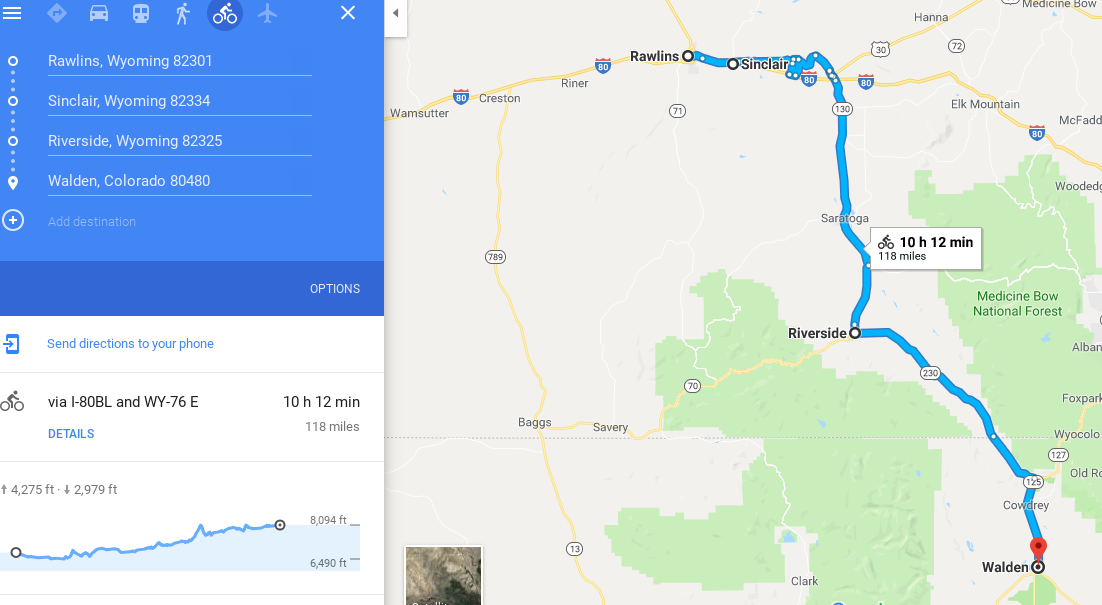 Rawlins, Wyoming 82301
Sinclair, Wyoming 82334
Riverside, Wyoming 82325
Walden, Colorado 80480
Add destination
OPTIONS
Send directions to your phone
via I-80BL and WY-76 E
10 h 12 min
118 miles
DETAILS
4,275 ft · 2,979 ft
8,094 ft
6,490 ft
Medicine Bow
Hanna
30
72
Rawlins
Sinclair
80
80
80
Riner
80
Creston
Wamsutter
71
130
Elk Mountain
McFadd
80
Woodedg
Saratoga
10 h 12 min
118 miles
789
Medicine Bow
National Forest
Riverside
Alban
230
70
Foxpark
Baggs
Savery
Wyocolo
127
Old Ro
125
Cowdrey
13
Walden
Clark
Satellite